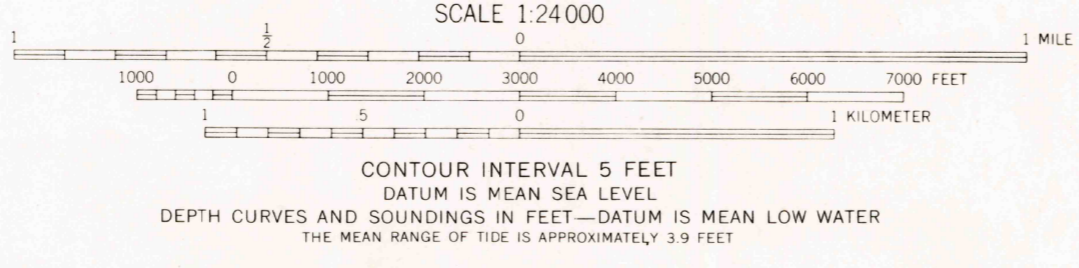 SCALE 1:24 000
1 1/2 0 1 MILE
1000 0 1000 2000 3000 4000 5000 6000 7000 FEET
1 .5 0 1 KILOMETER
CONTOUR INTERVAL 5 FEET
DATUM IS MEAN SEA LEVEL
DEPTH CURVES AND SOUNDINGS IN FEET—DATUM IS MEAN LOW WATER
THE MEAN RANGE OF TIDE IS APPROXIMATELY 3.9 FEET